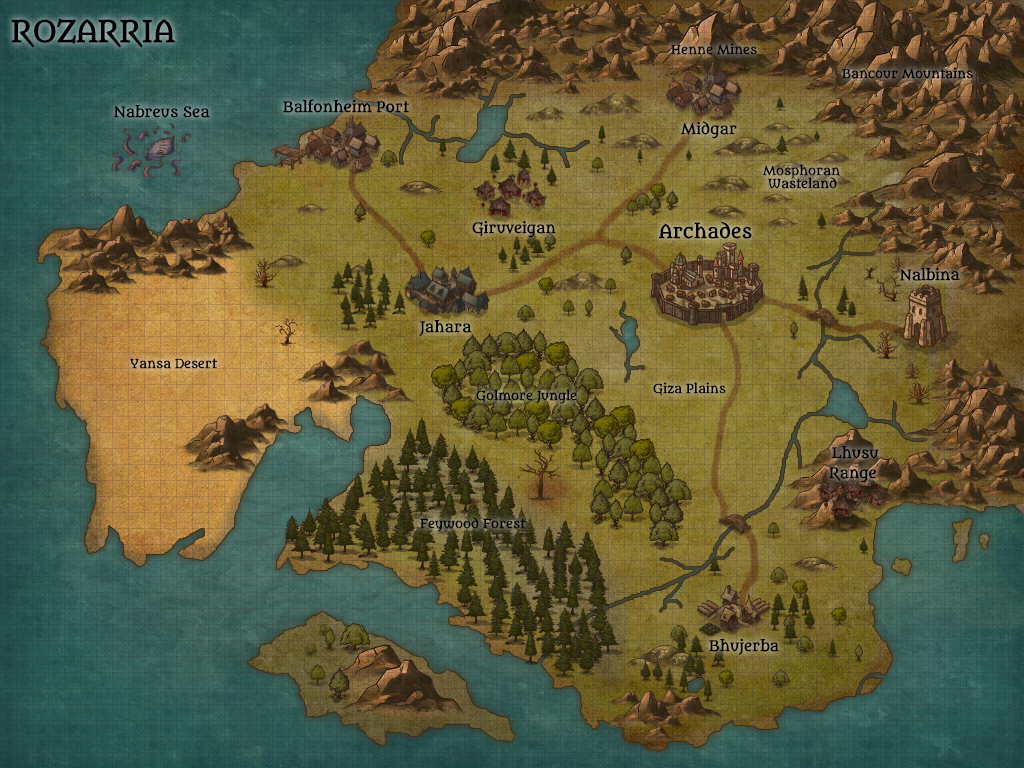 ROZARRIA
Henne Mines
Bancour Mountains
Nabreus Sea
Balfonheim Port
Midgar
Mosphoran
Wasteland
Giruveigan
Archades
Nalbina
Jahara
Yansa Desert
Golmore Jungle
Giza Plains
Lhusu
Range
Feywood Forest
Bhujerba